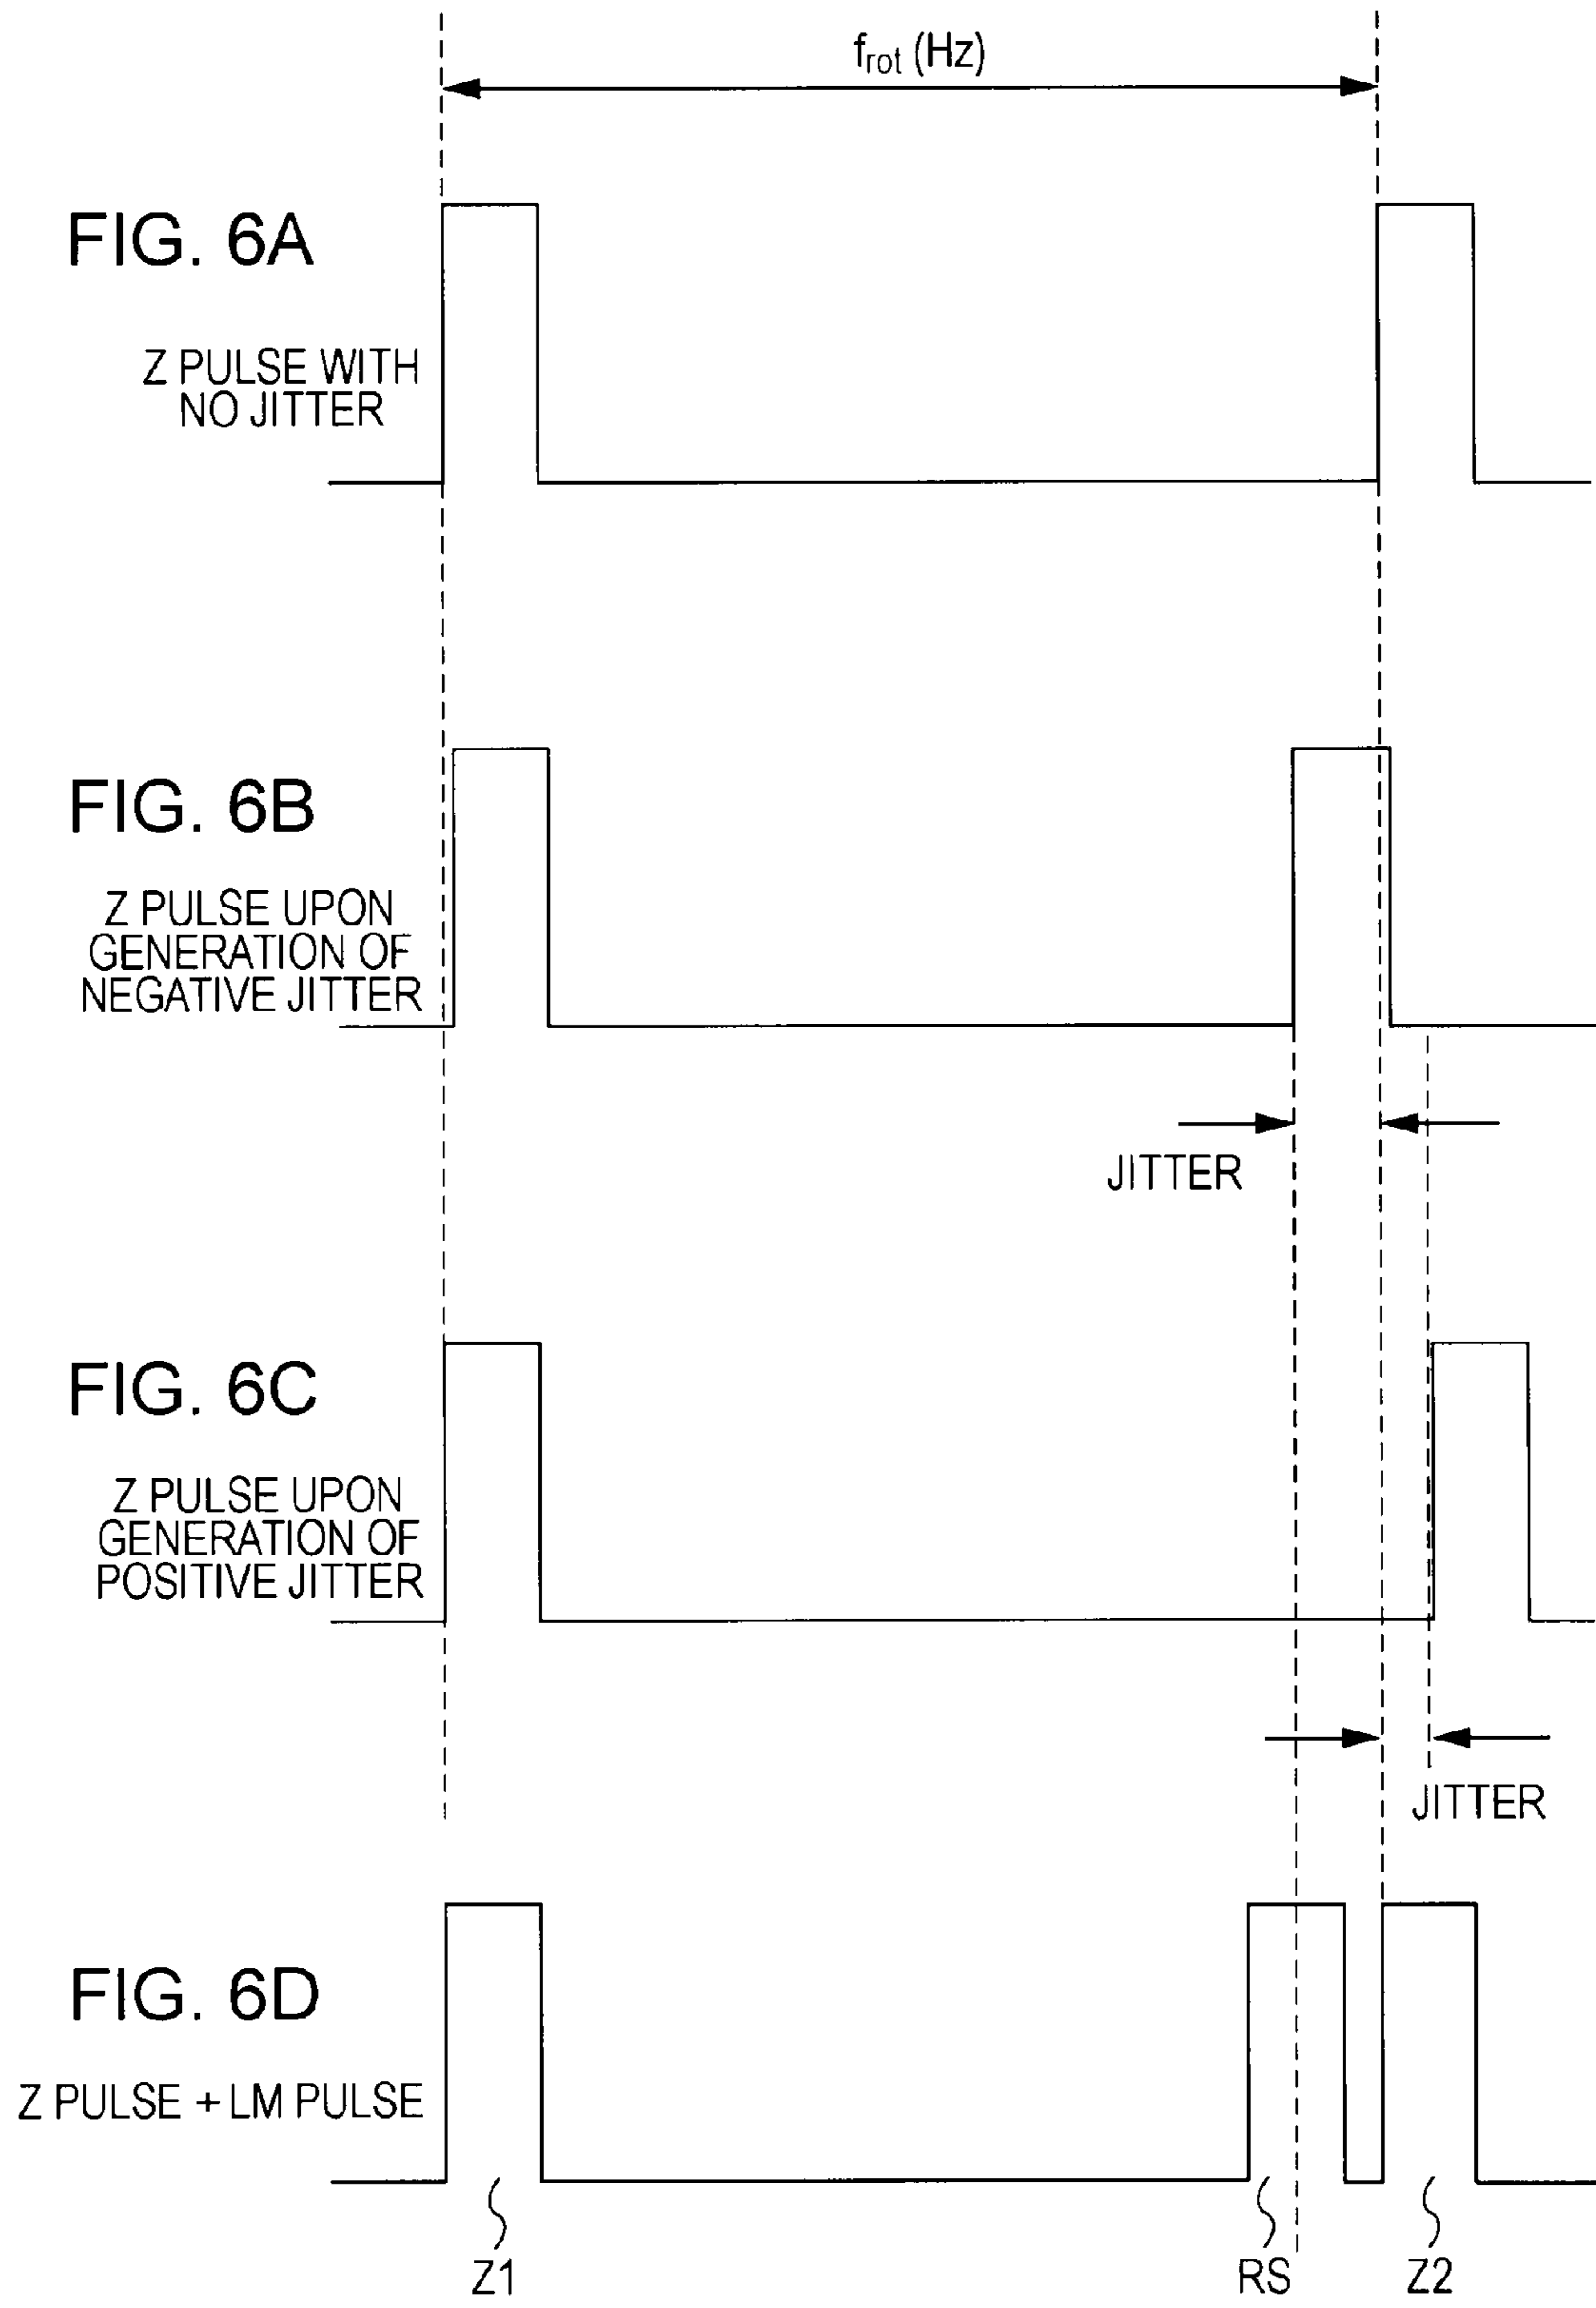 f_rot (Hz)
FIG. 6A
Z PULSE WITH
NO JITTER
FIG. 6B
Z PULSE UPON
GENERATION OF
NEGATIVE JITTER
JITTER
FIG. 6C
Z PULSE UPON
GENERATION OF
POSITIVE JITTER
JITTER
FIG. 6D
Z PULSE + LM PULSE
Z1
RS
Z2